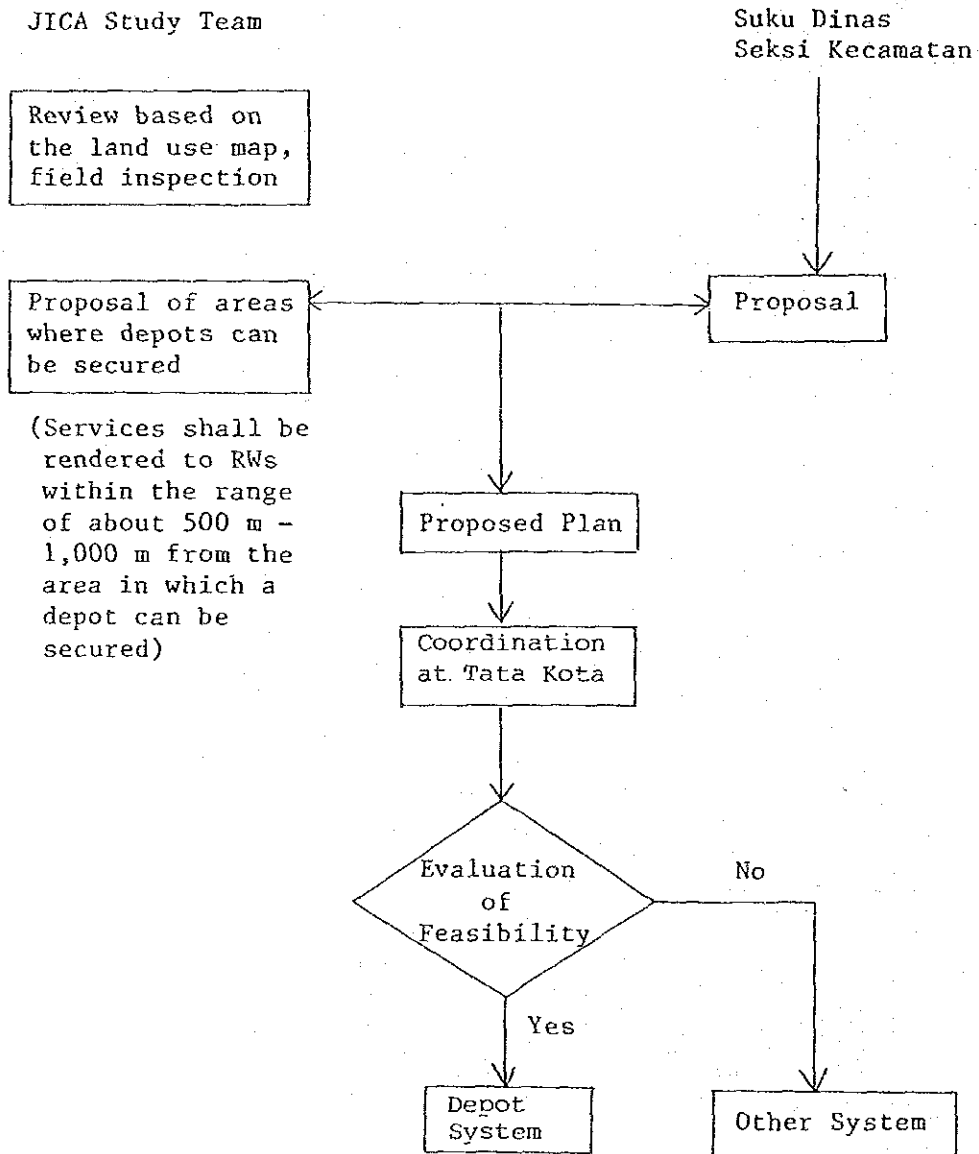 JICA Study Team
Suku Dinas
Seksi Kecamatan
Review based on
the land use map,
field inspection
Proposal of areas
where depots can
be secured
Proposal
(Services shall be
rendered to RWs
within the range
of about 500 m -
1,000 m from the
area in which a
depot can be
secured)
Proposed Plan
Coordination
at Tata Kota
Evaluation
of
Feasibility
No
Yes
Depot
System
Other System